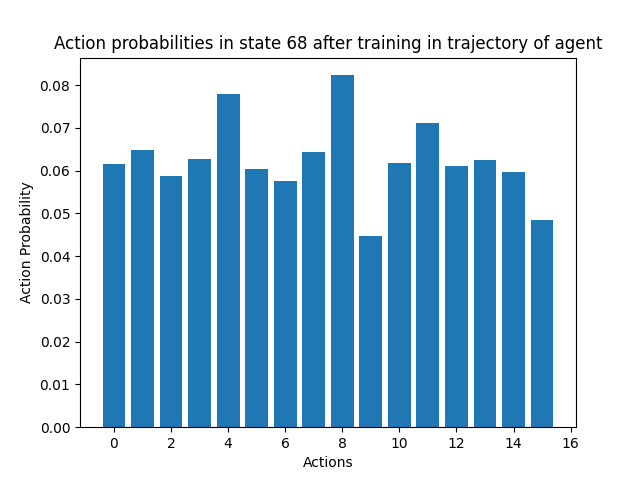 Action probabilities in state 68 after training in trajectory of agent
0.08
0.07
0.06
0.05
0.04
0.03
0.02
0.01
0.00
Action Probability
0 2 4 6 8 10 12 14 16
Actions